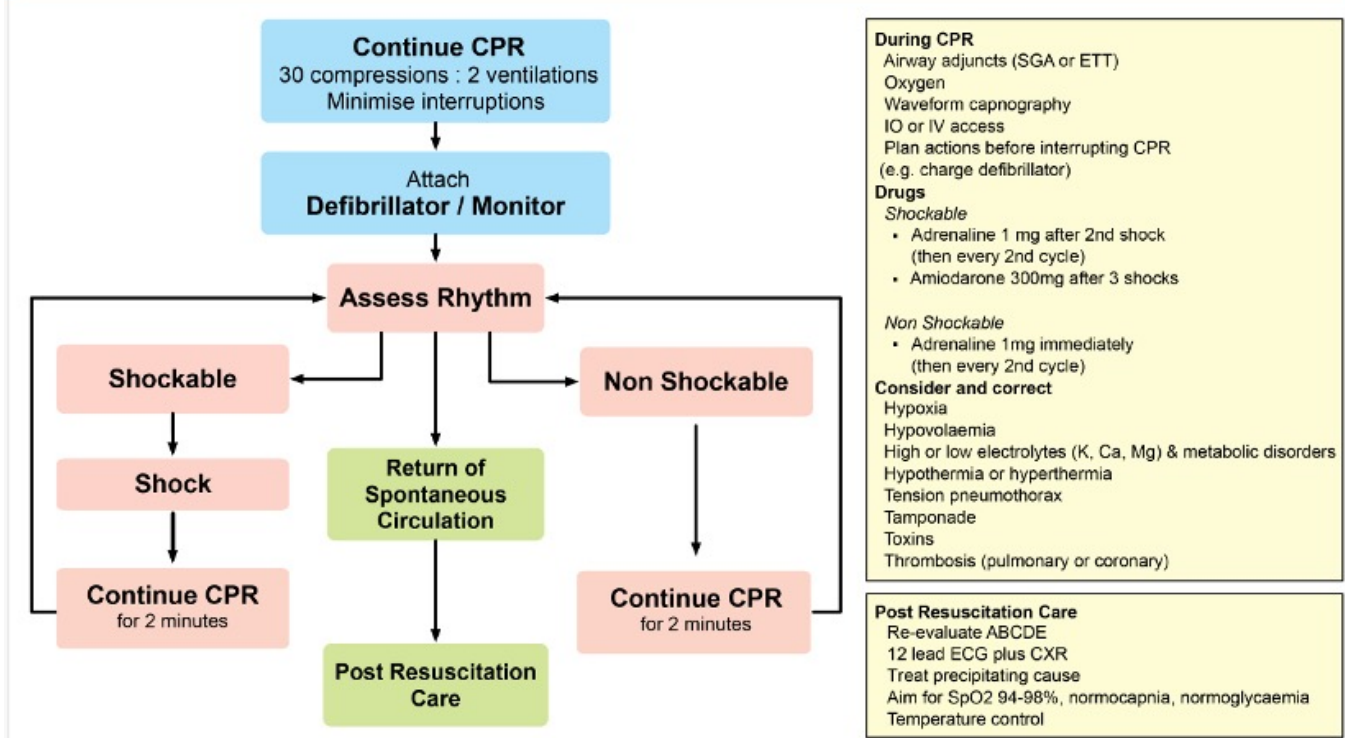 Continue CPR
30 compressions : 2 ventilations
Minimise interruptions
Attach
Defibrillator / Monitor
Assess Rhythm
Shockable
Non Shockable
Shock
Return of
Spontaneous
Circulation
Continue CPR
for 2 minutes
Continue CPR
for 2 minutes
Post Resuscitation
Care
During CPR
Airway adjuncts (SGA or ETT)
Oxygen
Waveform capnography
IO or IV access
Plan actions before interrupting CPR
(e.g. charge defibrillator)
Drugs
Shockable
▪ Adrenaline 1 mg after 2nd shock
(then every 2nd cycle)
▪ Amiodarone 300mg after 3 shocks
Non Shockable
▪ Adrenaline 1mg immediately
(then every 2nd cycle)
Consider and correct
Hypoxia
Hypovolaemia
High or low electrolytes (K, Ca, Mg) & metabolic disorders
Hypothermia or hyperthermia
Tension pneumothorax
Tamponade
Toxins
Thrombosis (pulmonary or coronary)
Post Resuscitation Care
Re-evaluate ABCDE
12 lead ECG plus CXR
Treat precipitating cause
Aim for SpO2 94-98%, normocapnia, normoglycaemia
Temperature control